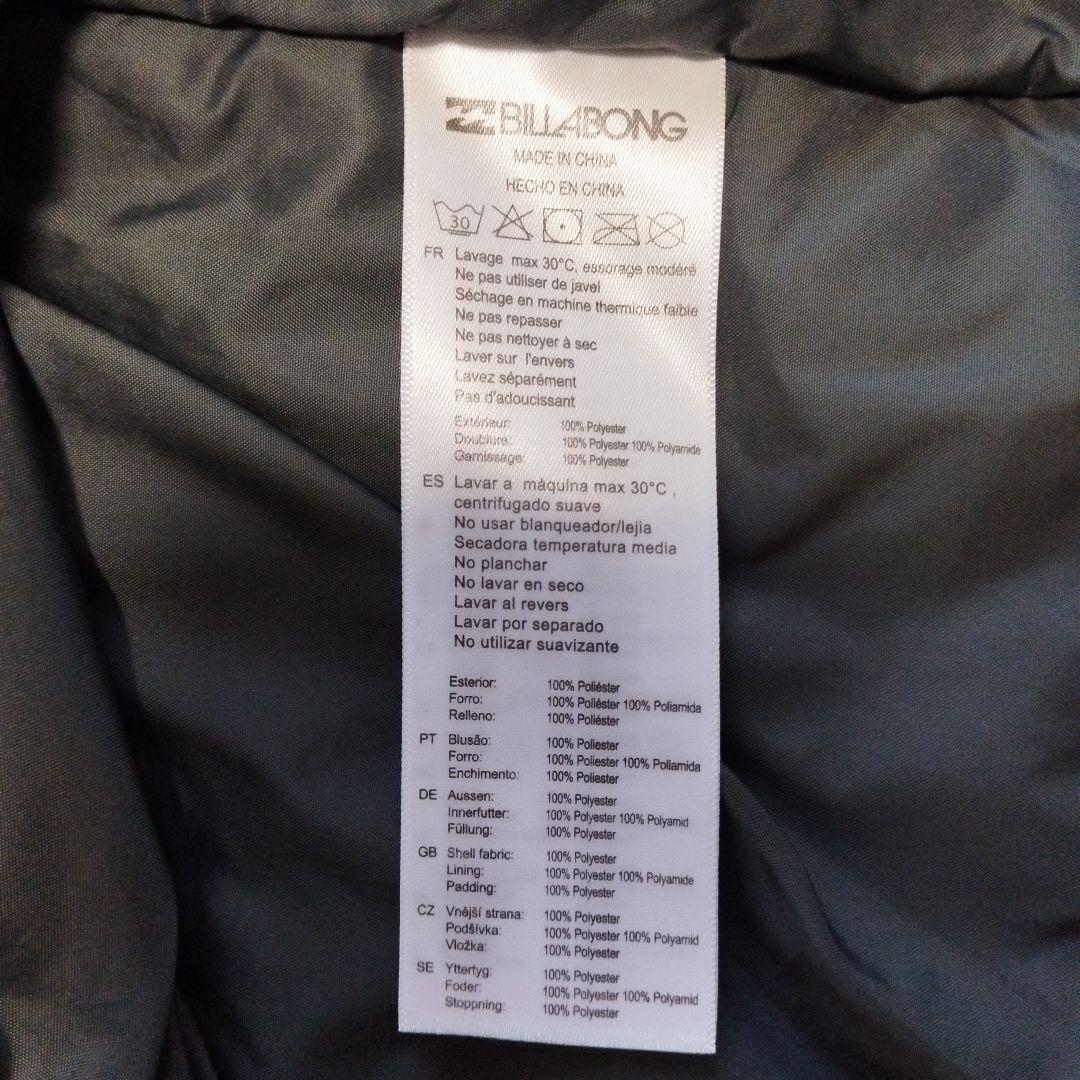 BILLABONG
MADE IN CHINA
HECHO EN CHINA
30
FR Lavage max 30°C, essorage modéré
Ne pas utiliser de javel
Séchage en machine thermique faible
Ne pas repasser
Ne pas nettoyer à sec
Laver sur l'envers
Lavez séparément
Pas d'adoucissant
Extérieur: 100% Polyester
Doublure: 100% Polyester 100% Polyamide
Garnissage: 100% Polyester
ES Lavar a máquina max 30°C ,
centrifugado suave
No usar blanqueador/lejia
Secadora temperatura media
No planchar
No lavar en seco
Lavar al revers
Lavar por separado
No utilizar suavizante
Esterior: 100% Poliéster
Forro: 100% Poliéster 100% Poliamida
Relleno: 100% Poliéster
PT Blusão: 100% Poliester
Forro: 100% Poliester 100% Poliamida
Enchimento: 100% Poliester
DE Aussen: 100% Polyester
Innerfutter: 100% Polyester 100% Polyamid
Füllung: 100% Polyester
GB Shell fabric: 100% Polyester
Lining: 100% Polyester 100% Polyamide
Padding: 100% Polyester
CZ Vnější strana: 100% Polyester
Podšívka: 100% Polyester 100% Polyamid
Vložka: 100% Polyester
SE Yttertyg: 100% Polyester
Foder: 100% Polyester 100% Polyamid
Stoppning: 100% Polyester